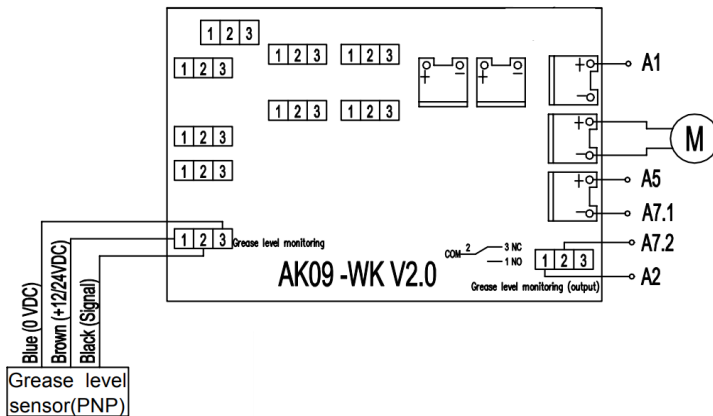 1 2 3
1 2 3
1 2 3
1 2 3
+ -
+ -
+
-
A1
1 2 3
1 2 3
1 2 3
+
-
M
1 2 3
+
-
A5
A7.1
1 2 3
Grease level monitoring
COM
2
3 NC
1 NO
1 2 3
A7.2
AK09 -WK V2.0
Grease level monitoring (output)
A2
Blue (0 VDC)
Brown (+12/24VDC)
Black (Signal)
Grease level
sensor(PNP)